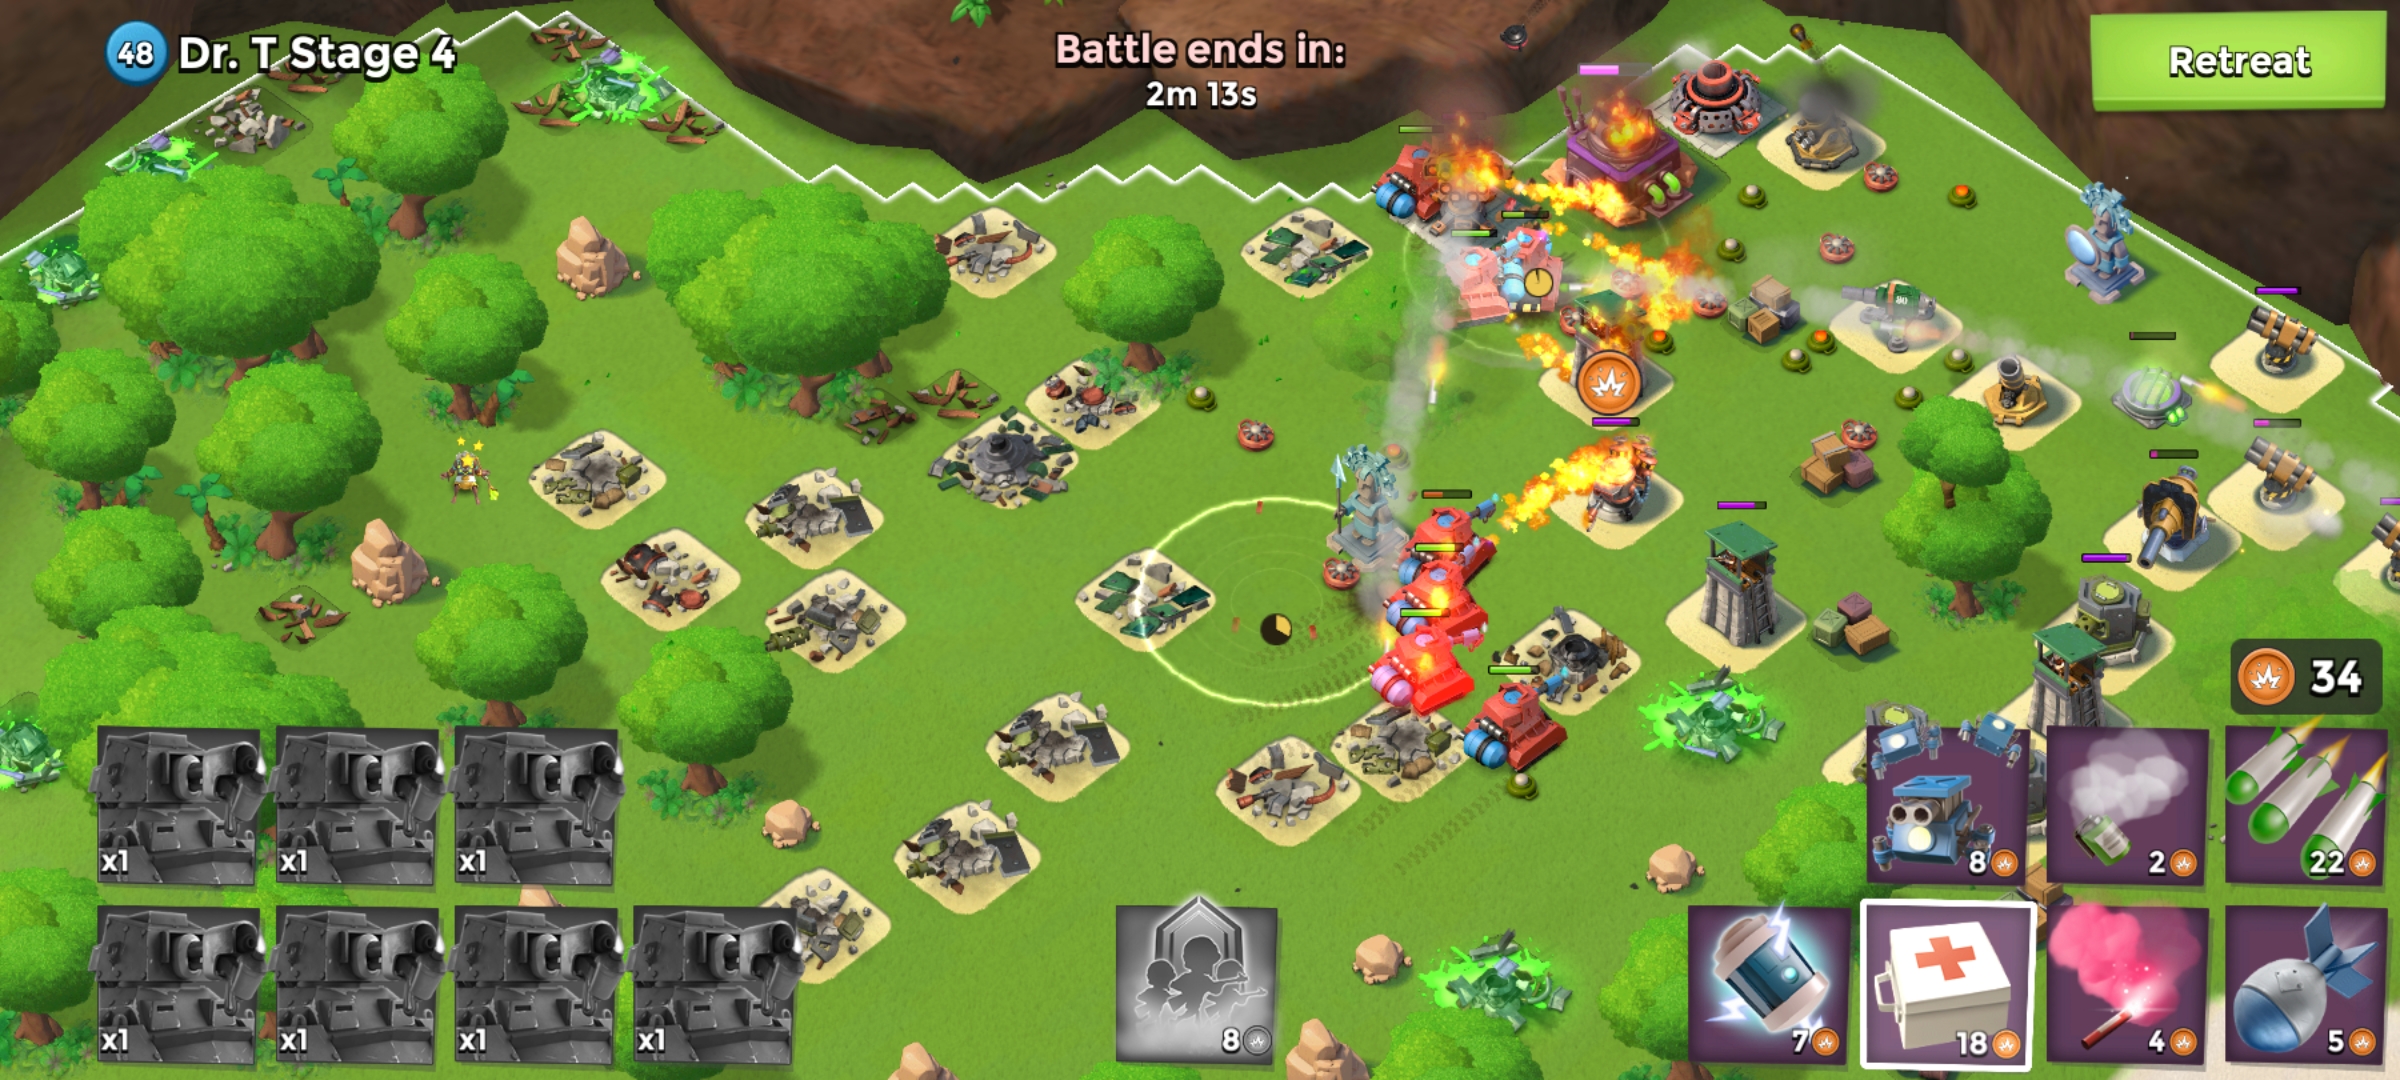 48 Dr. T Stage 4
Battle ends in:
2m 13s
Retreat
34
x1 x1 x1
8 2 22
x1 x1 x1 x1
8
7 18 4 5